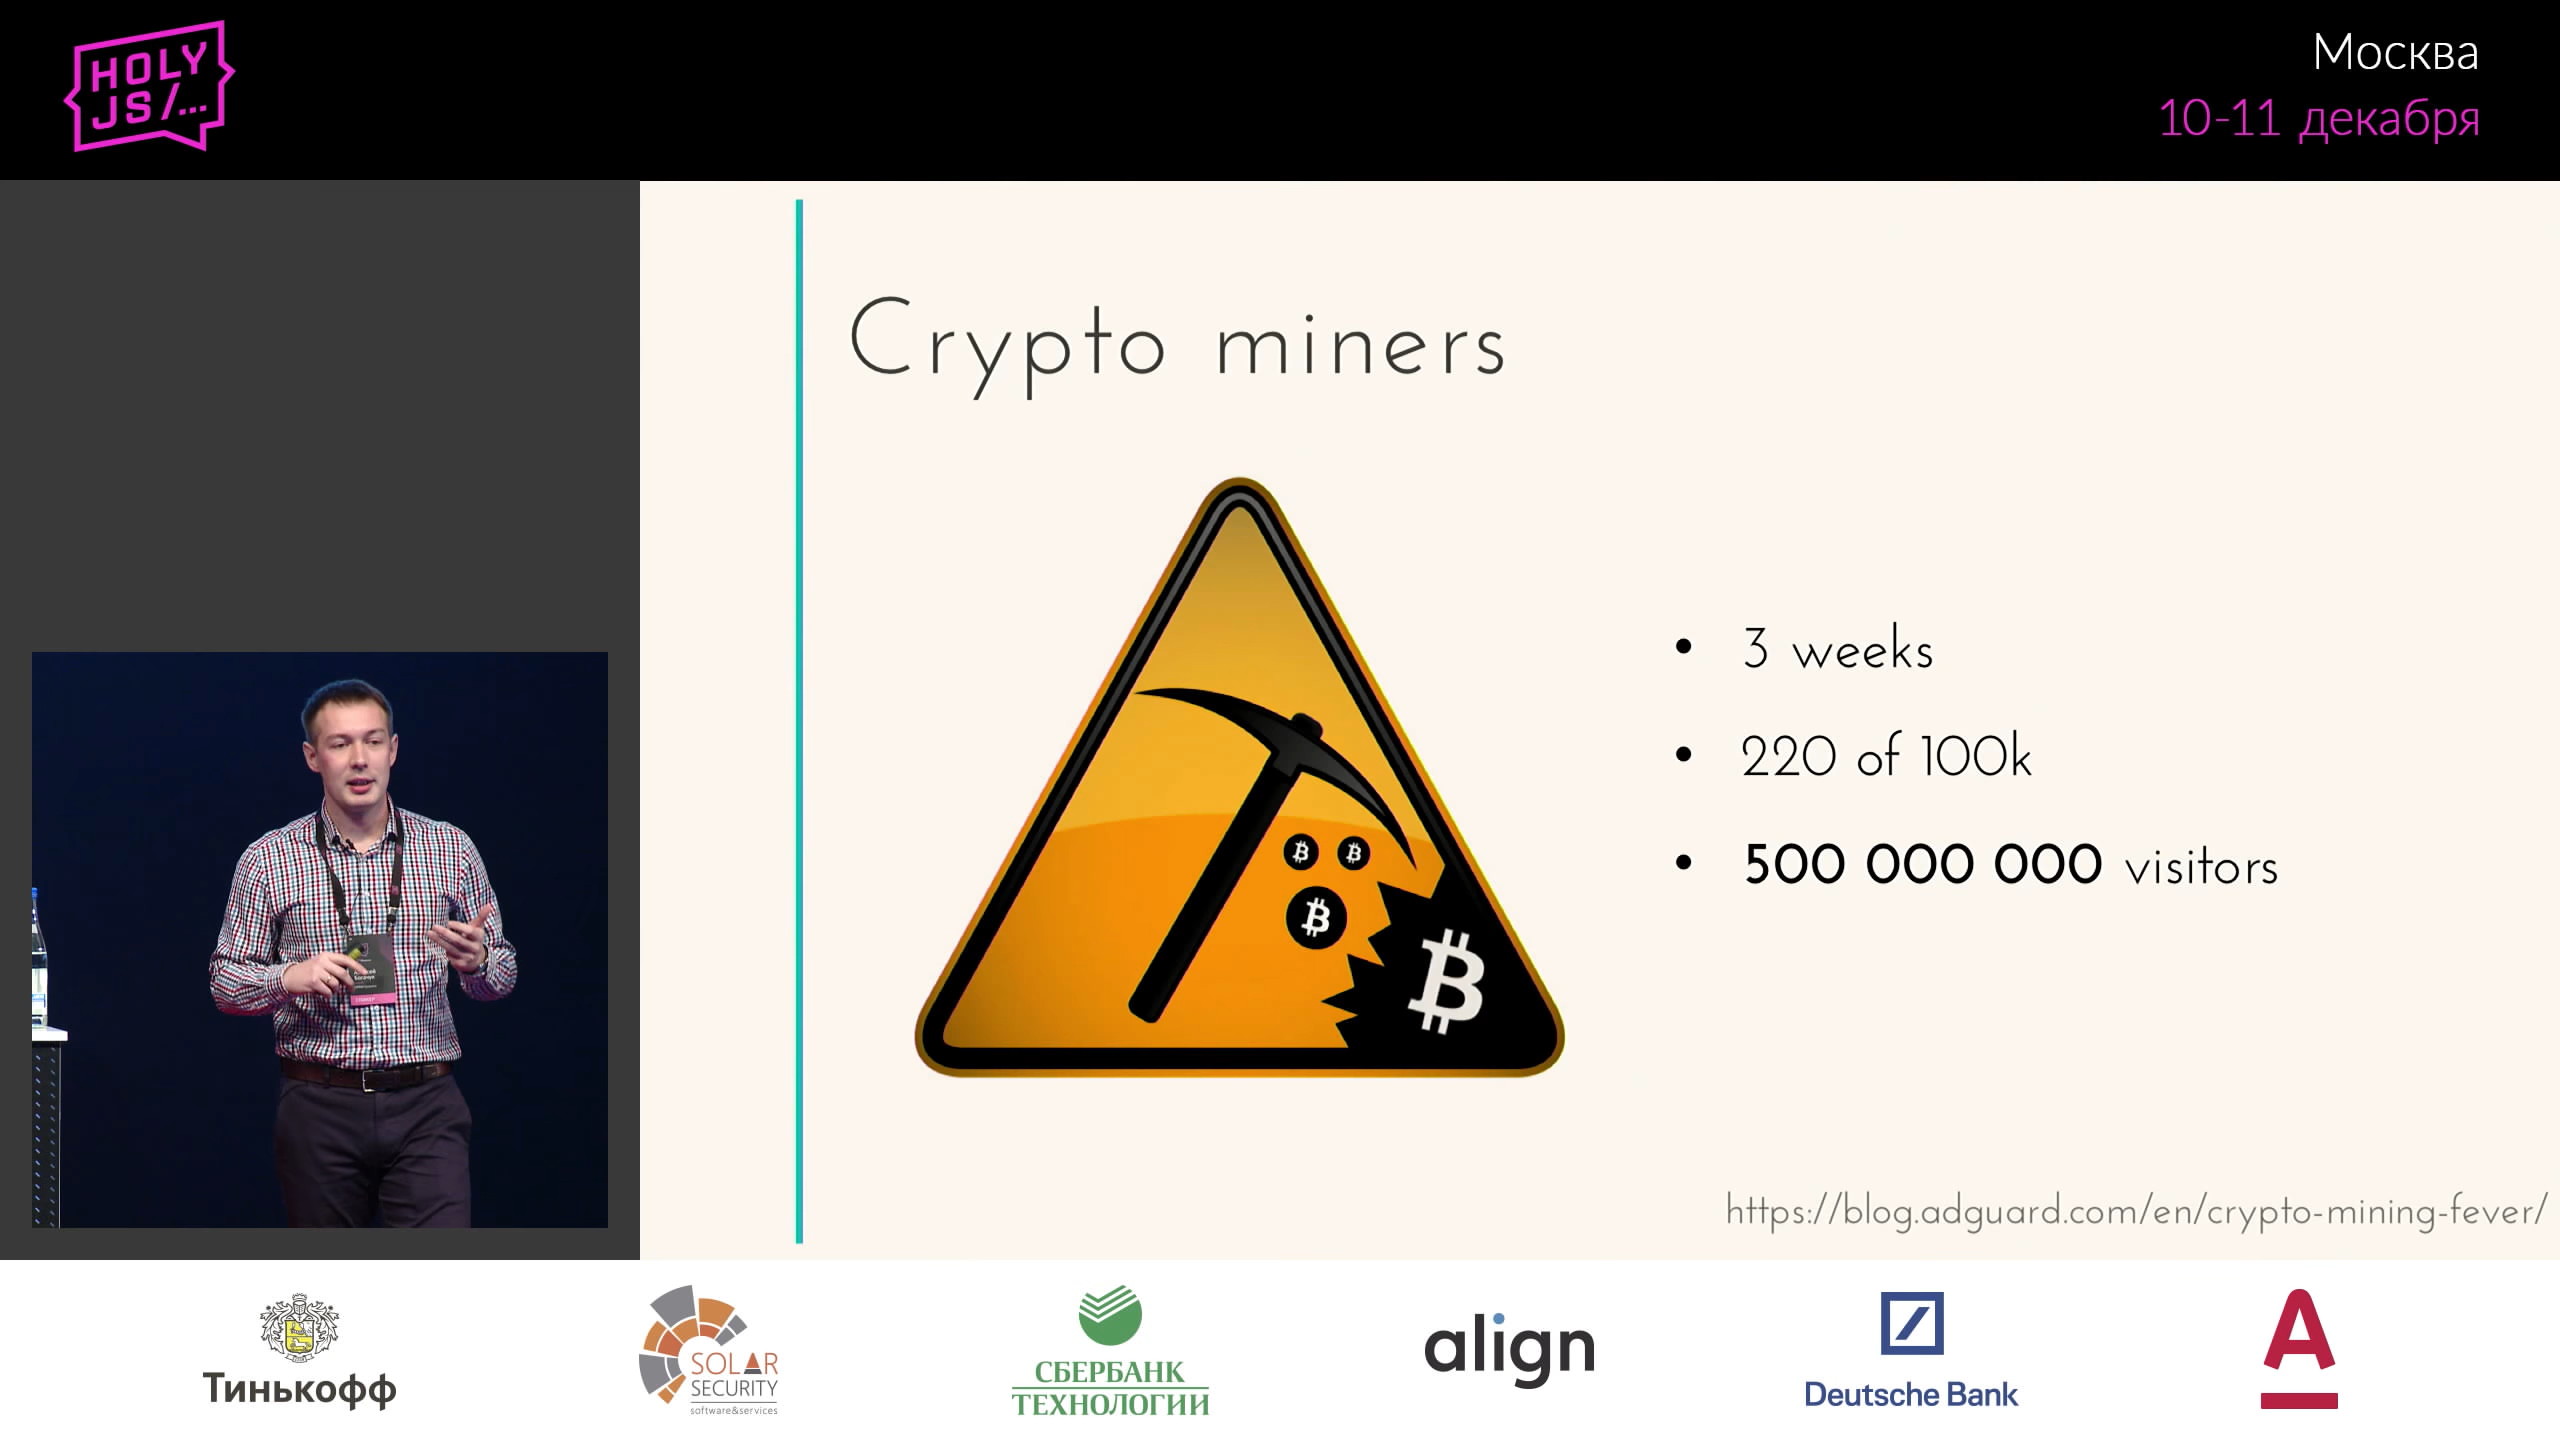 HOLY
JS/...
Москва
10-11 декабря
Crypto miners
• 3 weeks
• 220 of 100k
• 500 000 000 visitors
https://blog.adguard.com/en/crypto-mining-fever/
Тинькофф
SOLAR
SECURITY
software&services
СБЕРБАНК
ТЕХНОЛОГИИ
align
Deutsche Bank
А